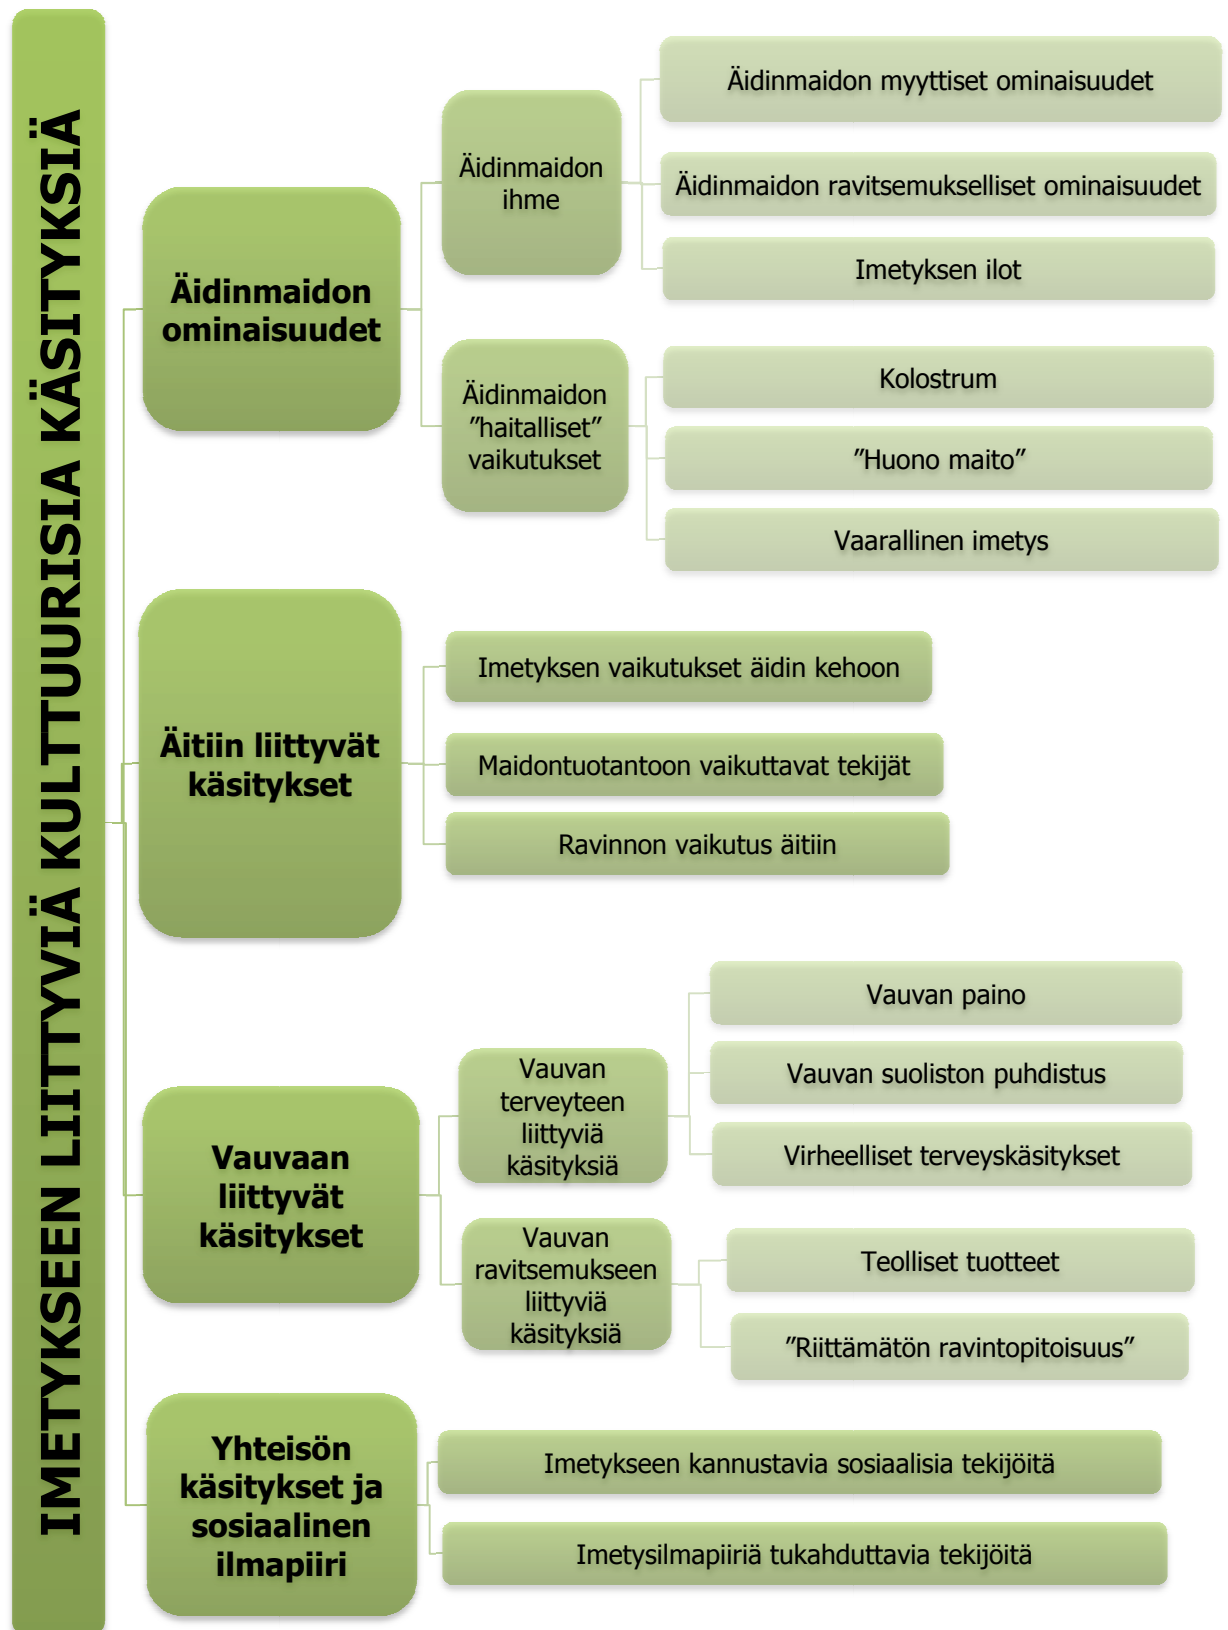 IMETYKSEEN LIITTYVIÄ KULTTUURISIA KÄSITYKSIÄ
Äidinmaidon
ominaisuudet
Äidinmaidon
ihme
Äidinmaidon myyttiset ominaisuudet
Äidinmaidon ravitsemukselliset ominaisuudet
Imetyksen ilot
Äidinmaidon
”haitalliset”
vaikutukset
Kolostrum
”Huono maito”
Vaarallinen imetys
Äitiin liittyvät
käsitykset
Imetyksen vaikutukset äidin kehoon
Maidontuotantoon vaikuttavat tekijät
Ravinnon vaikutus äitiin
Vauvaan
liittyvät
käsitykset
Vauvan
terveyteen
liittyviä
käsityksiä
Vauvan paino
Vauvan suoliston puhdistus
Virheelliset terveyskäsitykset
Vauvan
ravitsemukseen
liittyviä
käsityksiä
Teolliset tuotteet
”Riittämätön ravintopitoisuus”
Yhteisön
käsitykset ja
sosiaalinen
ilmapiiri
Imetykseen kannustavia sosiaalisia tekijöitä
Imetysilmapiiriä tukahduttavia tekijöitä